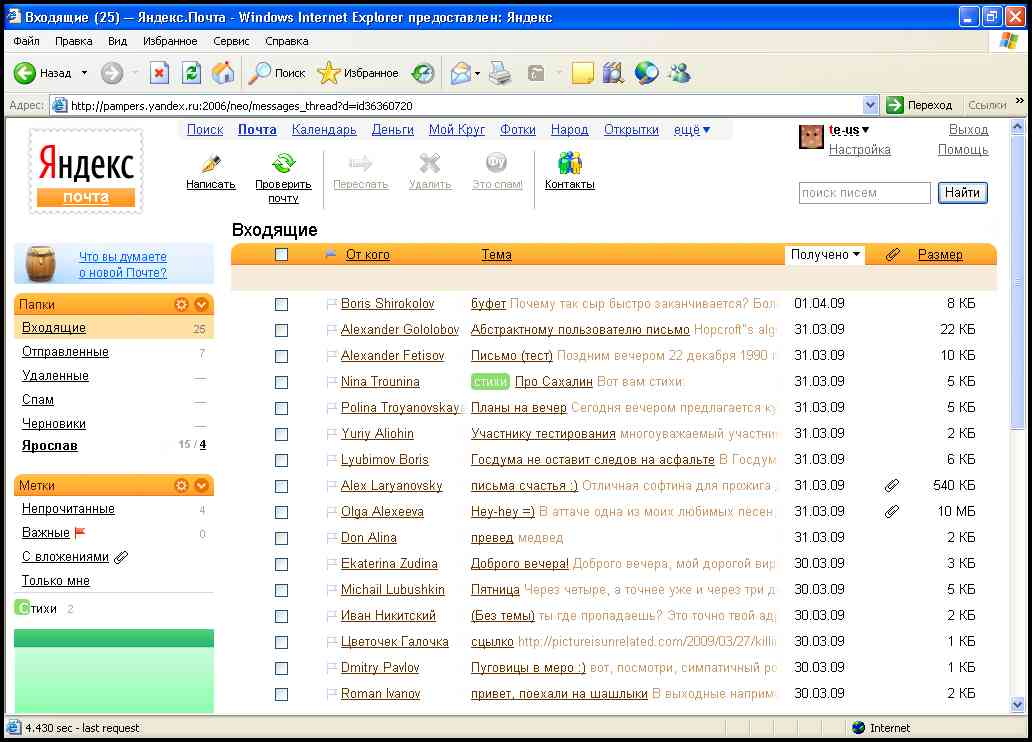 Входящие (25) — Яндекс.Почта - Windows Internet Explorer предоставлен: Яндекс
Файл Правка Вид Избранное Сервис Справка
Назад Поиск Избранное
Адрес: http://pampers.yandex.ru:2006/neo/messages_thread?d=id36360720 Переход Ссылки »
Яндекс
почта
Поиск Почта Календарь Деньги Мой Круг Фотки Народ Открытки ещё▼
te-us▼ Выход
Настройка Помощь
Написать Проверить почту Переслать Удалить Фу Это спам! Контакты
поиск писем Найти
Что вы думаете
о новой Почте?
Папки
Входящие 25
Отправленные 7
Удаленные —
Спам —
Черновики —
Ярослав 15 / 4
Метки
Непрочитанные 4
Важные 0
С вложениями
Только мне
Стихи 2
Входящие
От кого Тема Получено▼ Размер
Boris Shirokolov буфет Почему так сыр быстро заканчивается? Бол 01.04.09 8 КБ
Alexander Gololobov Абстрактному пользователю письмо Hopcroft"s alg 31.03.09 22 КБ
Alexander Fetisov Письмо (тест) Поздним вечером 22 декабря 1990 г 31.03.09 10 КБ
Nina Trounina стихи Про Сахалин Вот вам стихи: 31.03.09 5 КБ
Polina Troyanovskaya Планы на вечер Сегодня вечером предлагается ку 31.03.09 5 КБ
Yuriy Aliohin Участнику тестирования многоуважаемый участни 31.03.09 2 КБ
Lyubimov Boris Госдума не оставит следов на асфальте В Госдум 31.03.09 6 КБ
Alex Laryanovsky письма счастья :) Отличная софтина для прожига , 31.03.09 540 КБ
Olga Alexeeva Hey-hey =) В аттаче одна из моих любимых песен 31.03.09 10 МБ
Don Alina превед медвед 31.03.09 2 КБ
Ekaterina Zudina Доброго вечера! Доброго вечера, мой дорогой вир 30.03.09 3 КБ
Michail Lubushkin Пятница Через четыре, а точнее уже и через три д 30.03.09 5 КБ
Иван Никитский (Без темы) ты где пропадаешь? Это точно твой ад 30.03.09 2 КБ
Цветочек Галочка сцылко http://pictureisunrelated.com/2009/03/27/killi 30.03.09 1 КБ
Dmitry Pavlov Пуговицы в меро :) вот, посмотри, симпатичный ро 30.03.09 1 КБ
Roman Ivanov привет, поехали на шашлыки В выходные наприм 30.03.09 2 КБ
4.430 sec - last request Internet